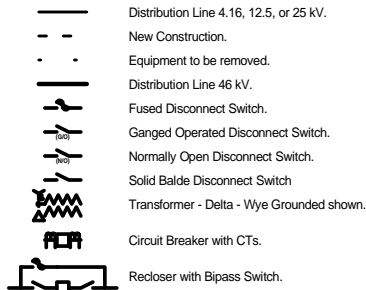 Distribution Line 4.16, 12.5, or 25 kV.
New Construction.
Equipment to be removed.
Distribution Line 46 kV.
Fused Disconnect Switch.
(G/O) Ganged Operated Disconnect Switch.
(N/O) Normally Open Disconnect Switch.
Solid Balde Disconnect Switch
Transformer - Delta - Wye Grounded shown.
Circuit Breaker with CTs.
Recloser with Bipass Switch.